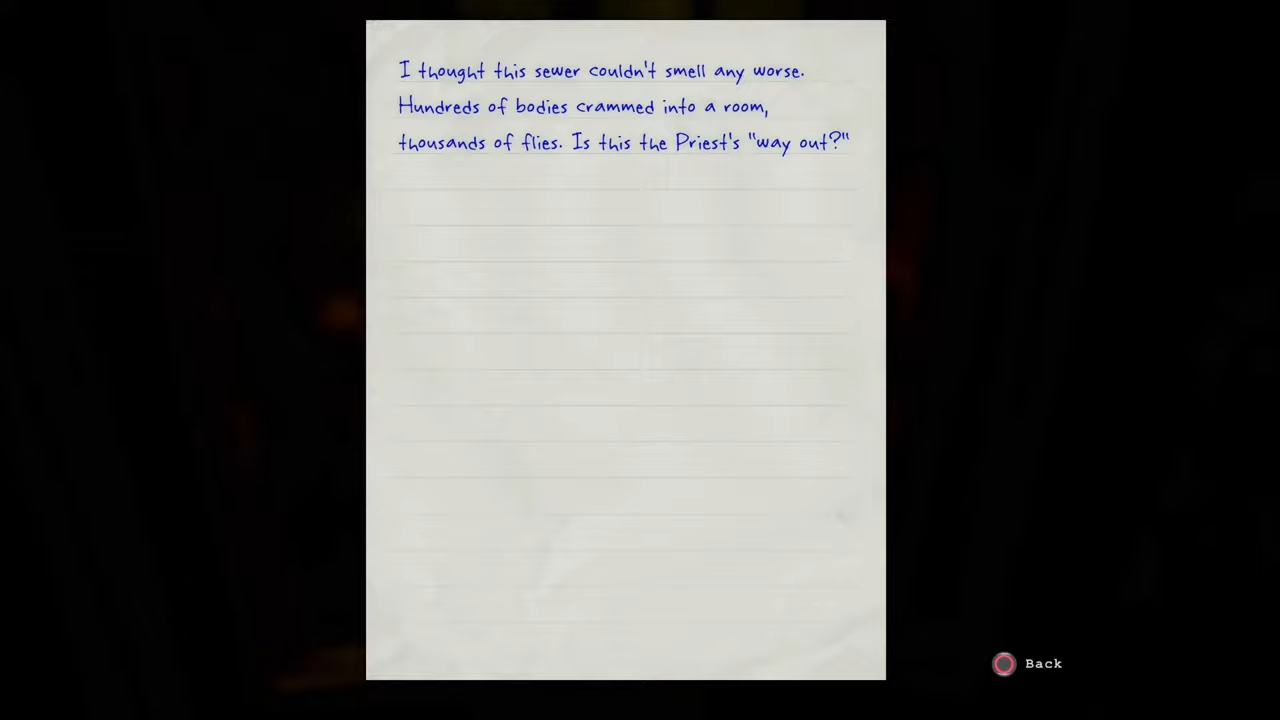 I thought this sewer couldn't smell any worse.
Hundreds of bodies crammed into a room,
thousands of flies. Is this the Priest's "way out?"
Back